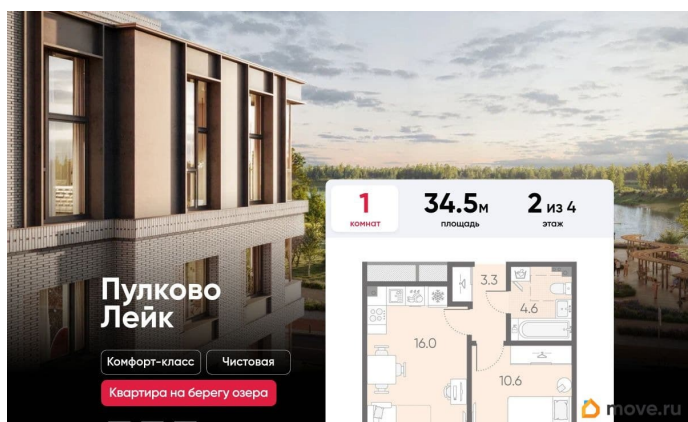 1
комнат
34.5м
площадь
2 из 4
этаж
Пулково
Лейк
Комфорт-класс
Чистовая
Квартира на берегу озера
3.3
4.6
16.0
10.6
move.ru